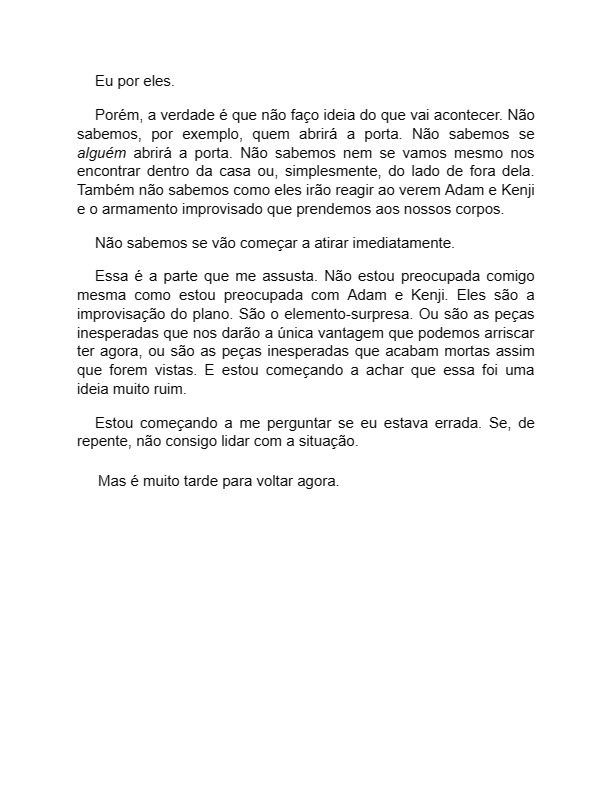 Eu por eles.
Porém, a verdade é que não faço ideia do que vai acontecer. Não
sabemos, por exemplo, quem abrirá a porta. Não sabemos se
alguém abrirá a porta. Não sabemos nem se vamos mesmo nos
encontrar dentro da casa ou, simplesmente, do lado de fora dela.
Também não sabemos como eles irão reagir ao verem Adam e Kenji
e o armamento improvisado que prendemos aos nossos corpos.
Não sabemos se vão começar a atirar imediatamente.
Essa é a parte que me assusta. Não estou preocupada comigo
mesma como estou preocupada com Adam e Kenji. Eles são a
improvisação do plano. São o elemento-surpresa. Ou são as peças
inesperadas que nos darão a única vantagem que podemos arriscar
ter agora, ou são as peças inesperadas que acabam mortas assim
que forem vistas. E estou começando a achar que essa foi uma
ideia muito ruim.
Estou começando a me perguntar se eu estava errada. Se, de
repente, não consigo lidar com a situação.
Mas é muito tarde para voltar agora.